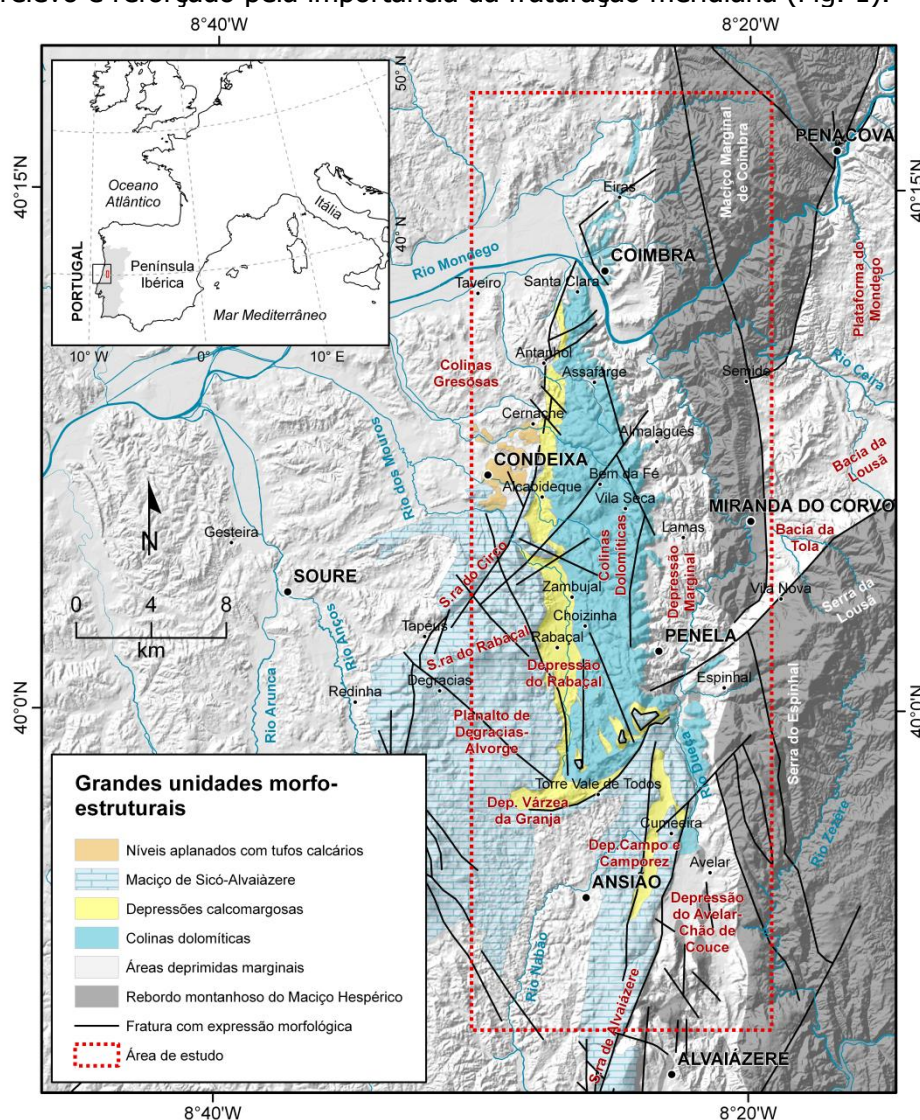 relevo é reforçado pela importância da fraturação meridiana (Fig. 1).
8°40'W
8°20'W
50° N
Oceano
Atlântico
Itália
40° N
PORTUGAL
Península
Ibérica
Mar Mediterrâneo
10° W
0°
10° E
40°15'N
40°15'N
PENACOVA
Maciço Marginal
de Coimbra
Eiras
Rio Mondego
COIMBRA
Plataforma do
Mondego
Taveiro
Santa Clara
Colinas
Gresosas
Antanhol
Assafarge
Semide
Rio Ceira
Cernache
Almalaguês
Rio dos Mouros
CONDEIXA
Bem da Fé
Alcabideque
Vila Seca
Bacia da
Lousã
MIRANDA DO CORVO
Gesteira
N
Lamas
Bacia da
Tola
Colinas
Dolomíticas
S.ra do Circo
Depressão
Marginal
SOURE
Zambujal
Vila Nova
Serra da
Lousã
0 4 8
km
Tapéus
Choizinha
Rabaçal
PENELA
S.ra do Rabaçal
Rio Anços
Degracias
Depressão
do Rabaçal
Espinhal
Redinha
40°0'N
40°0'N
Rio Arunca
Planalto de
Degracias-
Alvorge
Serra do Espinhal
Rio Dueça
Torre Vale de Todos
Dep. Várzea
da Granja
Rio Zêzere
Cumeeira
Dep.Campo e
Camporez
Avelar
ANSIÃO
Depressão
do Avelar-
Chão de
Couce
Rio Nabão
S.ra de Alvaiázere
ALVAIÁZERE
Grandes unidades morfo-
estruturais
Níveis aplanados com tufos calcários
Maciço de Sicó-Alvaiàzere
Depressões calcomargosas
Colinas dolomíticas
Áreas deprimidas marginais
Rebordo montanhoso do Maciço Hespérico
Fratura com expressão morfológica
Área de estudo
8°40'W
8°20'W